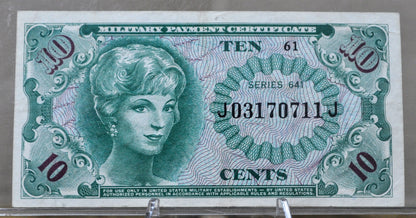 MILITARY PAYMENT CERTIFICATE
10 TEN 61 10
SERIES 641
J03170711J
10 CENTS 10
FOR USE ONLY IN UNITED STATES MILITARY ESTABLISHMENTS — BY UNITED STATES
AUTHORIZED PERSONNEL IN ACCORDANCE WITH APPLICABLE RULES AND REGULATIONS.